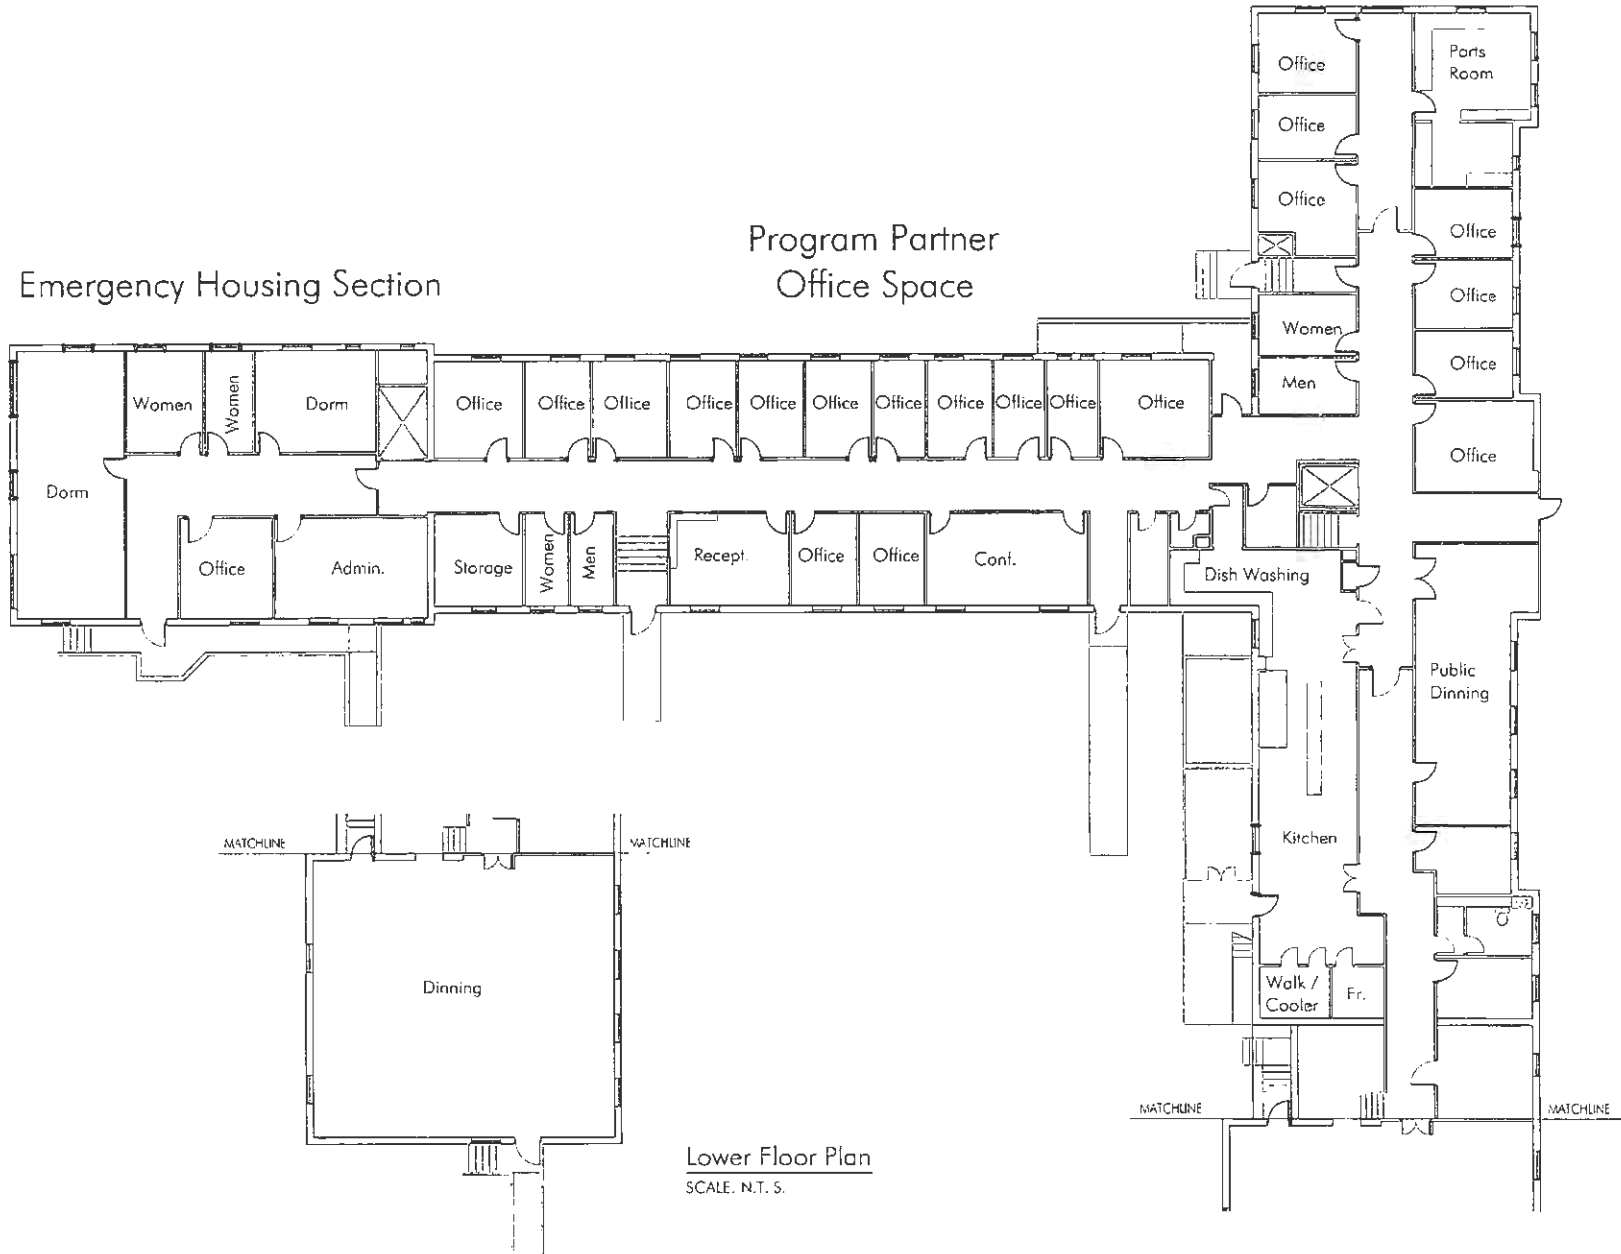 Office
Parts
Room
Office
Office
Office
Program Partner
Office Space
Emergency Housing Section
Office
Women
Office
Men
Women
Women
Dorm
Office
Office
Office
Office
Office
Office
Office
Office
Office
Office
Office
Office
Dorm
Office
Admin.
Storage
Women
Men
Recept.
Office
Office
Conf.
Dish Washing
Public
Dinning
Kitchen
MATCHLINE
MATCHLINE
Dinning
Walk /
Cooler
Fr.
MATCHLINE
MATCHLINE
Lower Floor Plan
SCALE. N.T. S.